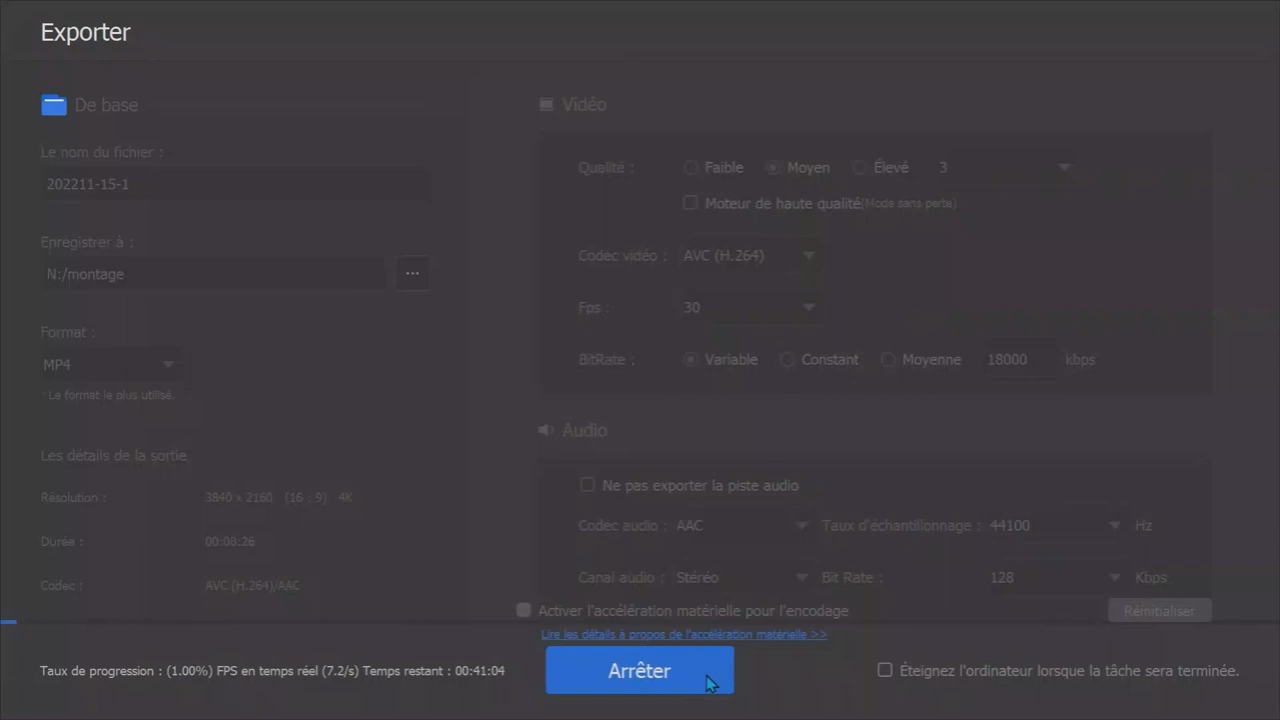 Exporter
De base
Le nom du fichier :
202211-15-1
Enregistrer à :
N:/montage
...
Format :
MP4
* Le format le plus utilisé.
Les détails de la sortie
Résolution : 3840 x 2160 (16 : 9) 4K
Durée : 00:08:26
Codec : AVC (H.264)/AAC
Vidéo
Qualité : Faible Moyen Élevé 3
Moteur de haute qualité(Mode sans perte)
Codec vidéo : AVC (H.264)
Fps : 30
BitRate : Variable Constant Moyenne 18000 kbps
Audio
Ne pas exporter la piste audio
Codec audio : AAC Taux d'échantillonnage : 44100 Hz
Canal audio : Stéréo Bit Rate : 128 Kbps
Activer l'accélération matérielle pour l'encodage Réinitialiser
Lire les détails à propos de l'accélération matérielle >>
Taux de progression : (1.00%) FPS en temps réel (7.2/s) Temps restant : 00:41:04
Arrêter
Éteignez l'ordinateur lorsque la tâche sera terminée.